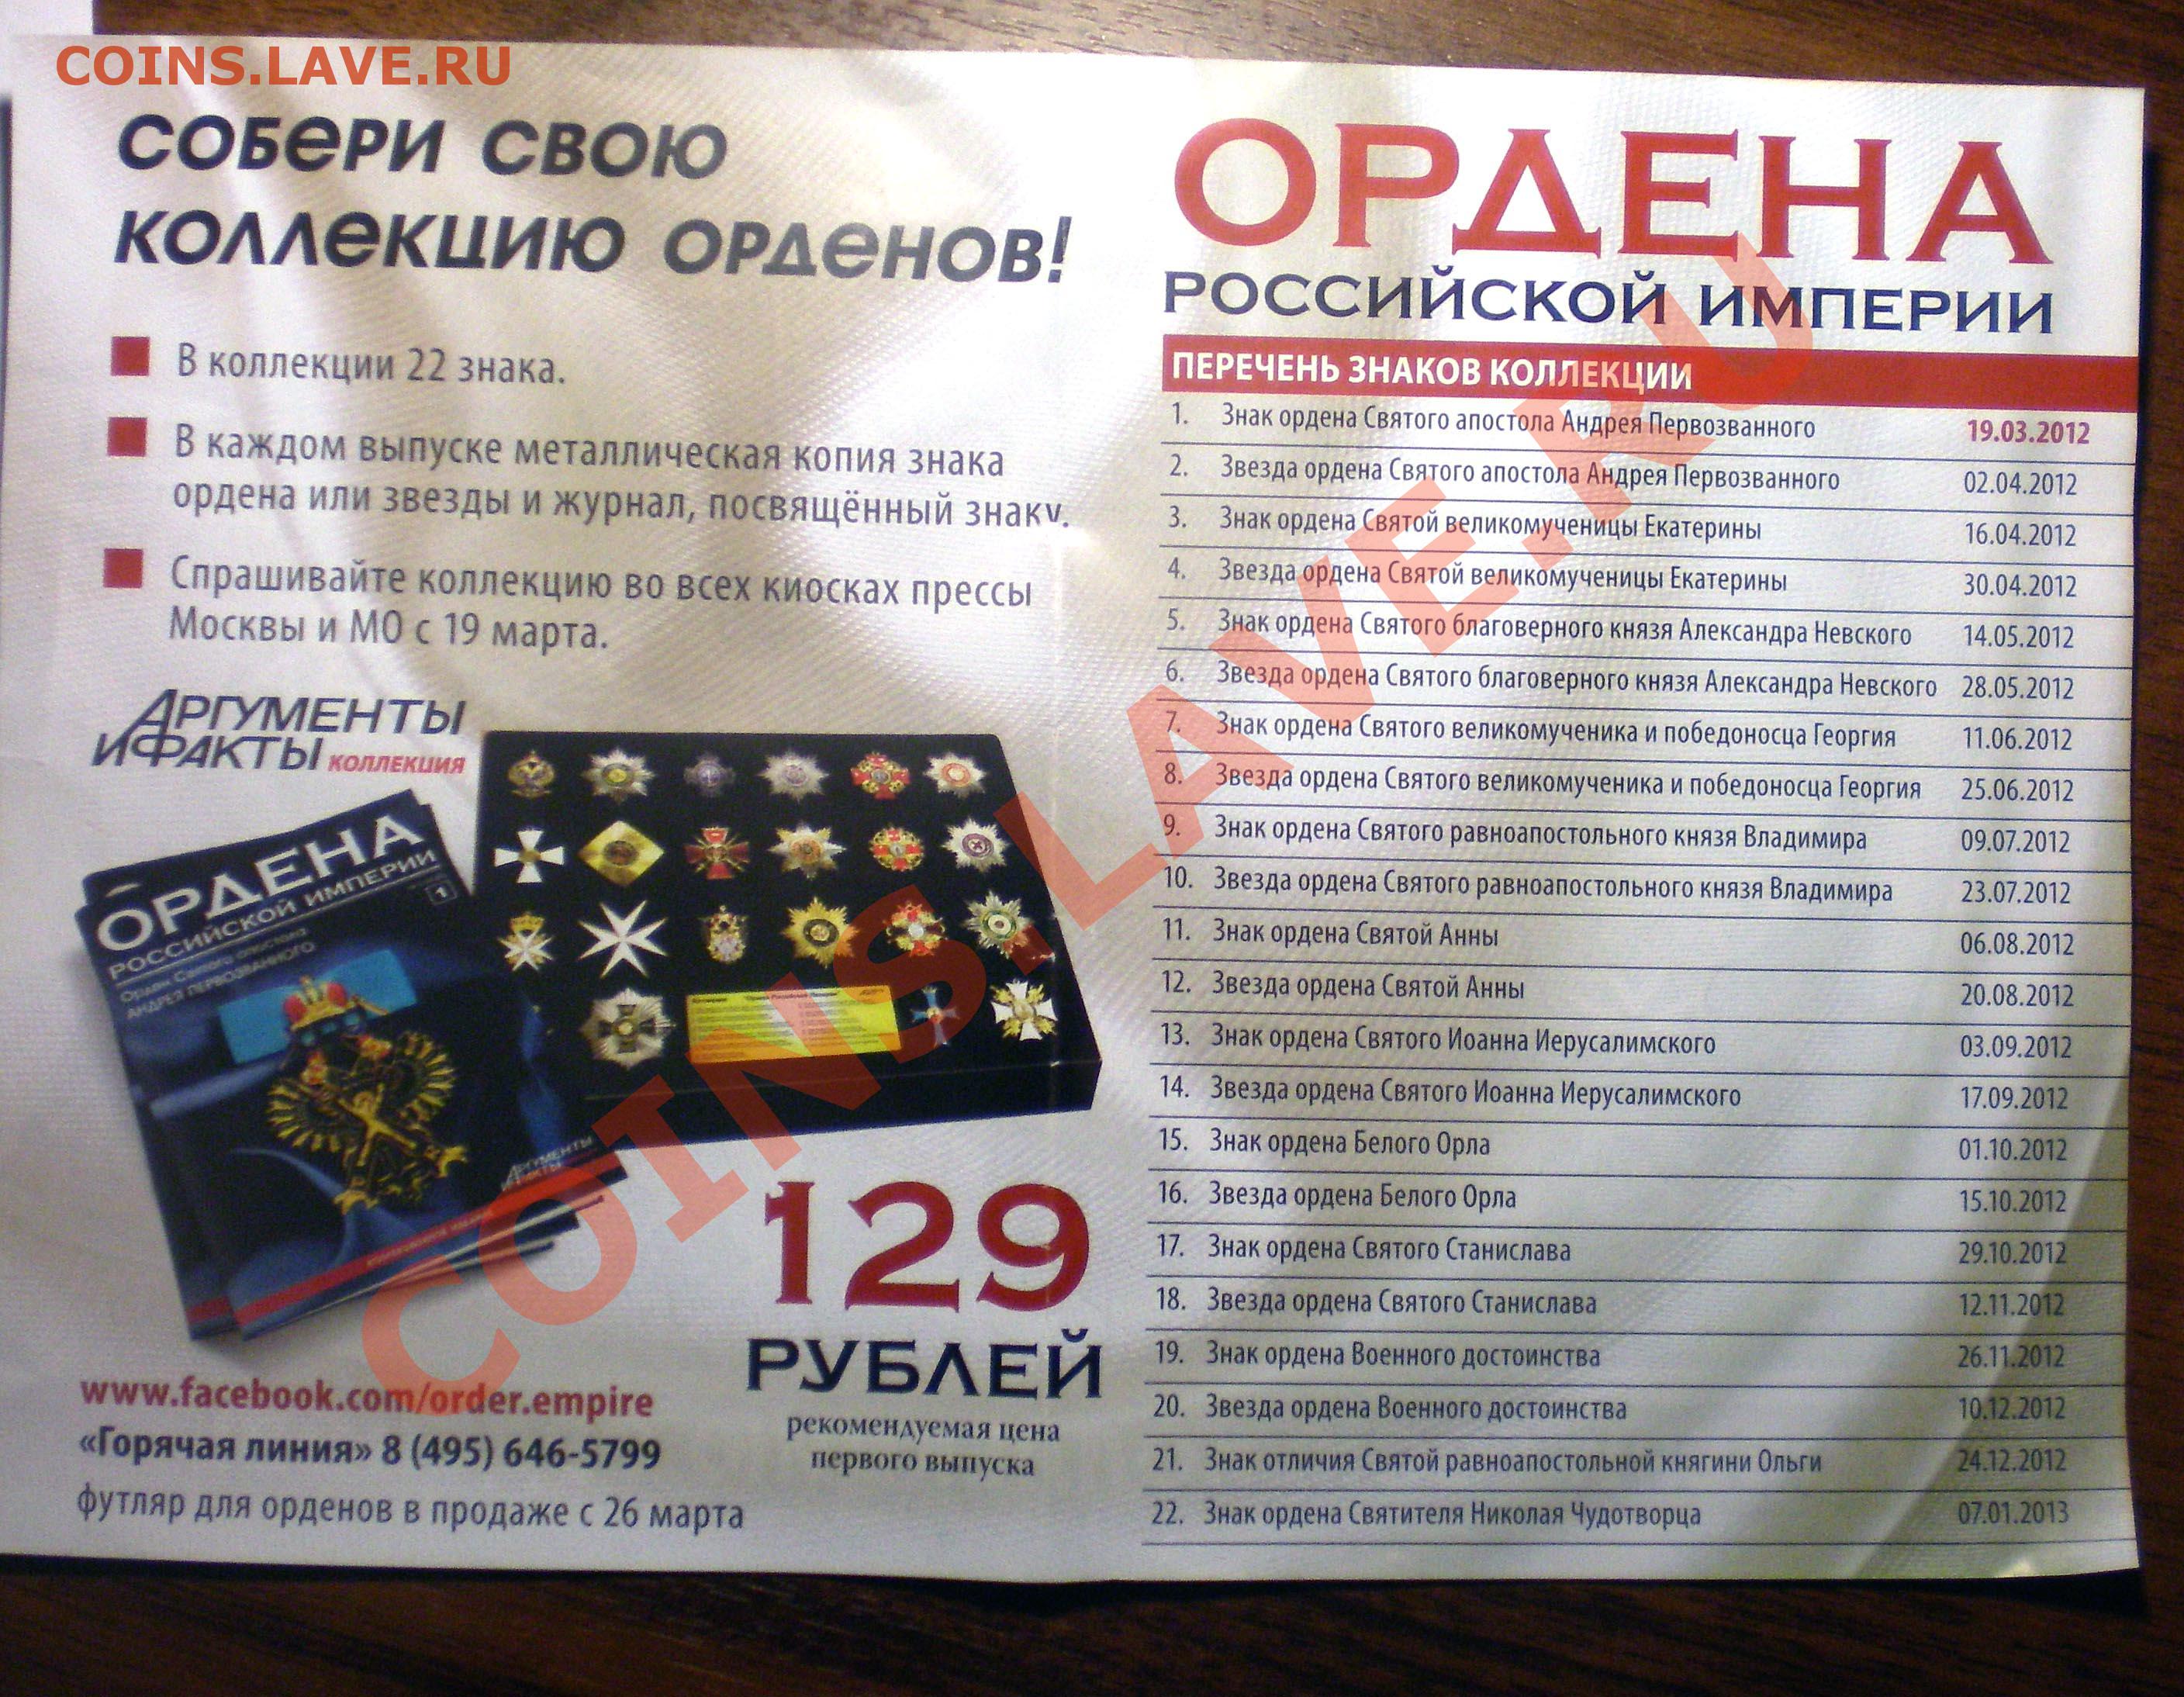 COINS.LAVE.RU
СОБЕРИ СВОЮ
КОЛЛЕКЦИЮ ОРДЕНОВ!
В коллекции 22 знака.
В каждом выпуске металлическая копия знака
ордена или звезды и журнал, посвящённый знаку.
Спрашивайте коллекцию во всех киосках прессы
Москвы и МО с 19 марта.
АРГУМЕНТЫ
И ФАКТЫ КОЛЛЕКЦИЯ
ОРДЕНА
РОССИЙСКОЙ ИМПЕРИИ
1
Орден Святого апостола
АНДРЕЯ ПЕРВОЗВАННОГО
АРГУМЕНТЫ
И ФАКТЫ
129
РУБЛЕЙ
рекомендуемая цена
первого выпуска
www.facebook.com/order.empire
«Горячая линия» 8 (495) 646-5799
футляр для орденов в продаже с 26 марта
ОРДЕНА
РОССИЙСКОЙ ИМПЕРИИ
ПЕРЕЧЕНЬ ЗНАКОВ КОЛЛЕКЦИИ
1. Знак ордена Святого апостола Андрея Первозванного 19.03.2012
2. Звезда ордена Святого апостола Андрея Первозванного 02.04.2012
3. Знак ордена Святой великомученицы Екатерины 16.04.2012
4. Звезда ордена Святой великомученицы Екатерины 30.04.2012
5. Знак ордена Святого благоверного князя Александра Невского 14.05.2012
6. Звезда ордена Святого благоверного князя Александра Невского 28.05.2012
7. Знак ордена Святого великомученика и победоносца Георгия 11.06.2012
8. Звезда ордена Святого великомученика и победоносца Георгия 25.06.2012
9. Знак ордена Святого равноапостольного князя Владимира 09.07.2012
10. Звезда ордена Святого равноапостольного князя Владимира 23.07.2012
11. Знак ордена Святой Анны 06.08.2012
12. Звезда ордена Святой Анны 20.08.2012
13. Знак ордена Святого Иоанна Иерусалимского 03.09.2012
14. Звезда ордена Святого Иоанна Иерусалимского 17.09.2012
15. Знак ордена Белого Орла 01.10.2012
16. Звезда ордена Белого Орла 15.10.2012
17. Знак ордена Святого Станислава 29.10.2012
18. Звезда ордена Святого Станислава 12.11.2012
19. Знак ордена Военного достоинства 26.11.2012
20. Звезда ордена Военного достоинства 10.12.2012
21. Знак отличия Святой равноапостольной княгини Ольги 24.12.2012
22. Знак ордена Святителя Николая Чудотворца 07.01.2013
COINS.LAVE.RU